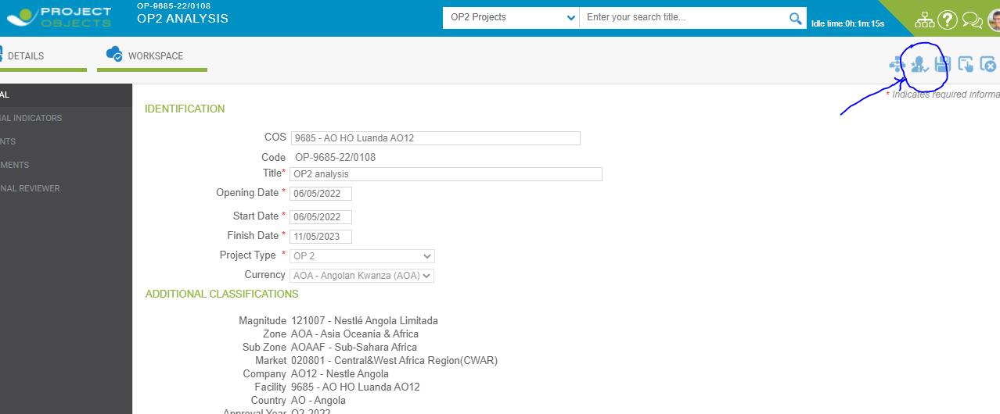 PROJECT
OBJECTS
OP-9685-22/0108
OP2 ANALYSIS
OP2 Projects
Enter your search title...
Idle time:0h:1m:15s
DETAILS
WORKSPACE
* Indicates required informa
AL
AL INDICATORS
NTS
MENTS
NAL REVIEWER
IDENTIFICATION
COS 9685 - AO HO Luanda AO12
Code OP-9685-22/0108
Title* OP2 analysis
Opening Date * 06/05/2022
Start Date * 06/05/2022
Finish Date * 11/05/2023
Project Type * OP 2
Currency AOA - Angolan Kwanza (AOA)
ADDITIONAL CLASSIFICATIONS
Magnitude 121007 - Nestlé Angola Limitada
Zone AOA - Asia Oceania & Africa
Sub Zone AOAAF - Sub-Sahara Africa
Market 020801 - Central&West Africa Region(CWAR)
Company AO12 - Nestle Angola
Facility 9685 - AO HO Luanda AO12
Country AO - Angola
Approval Year Q2-2022